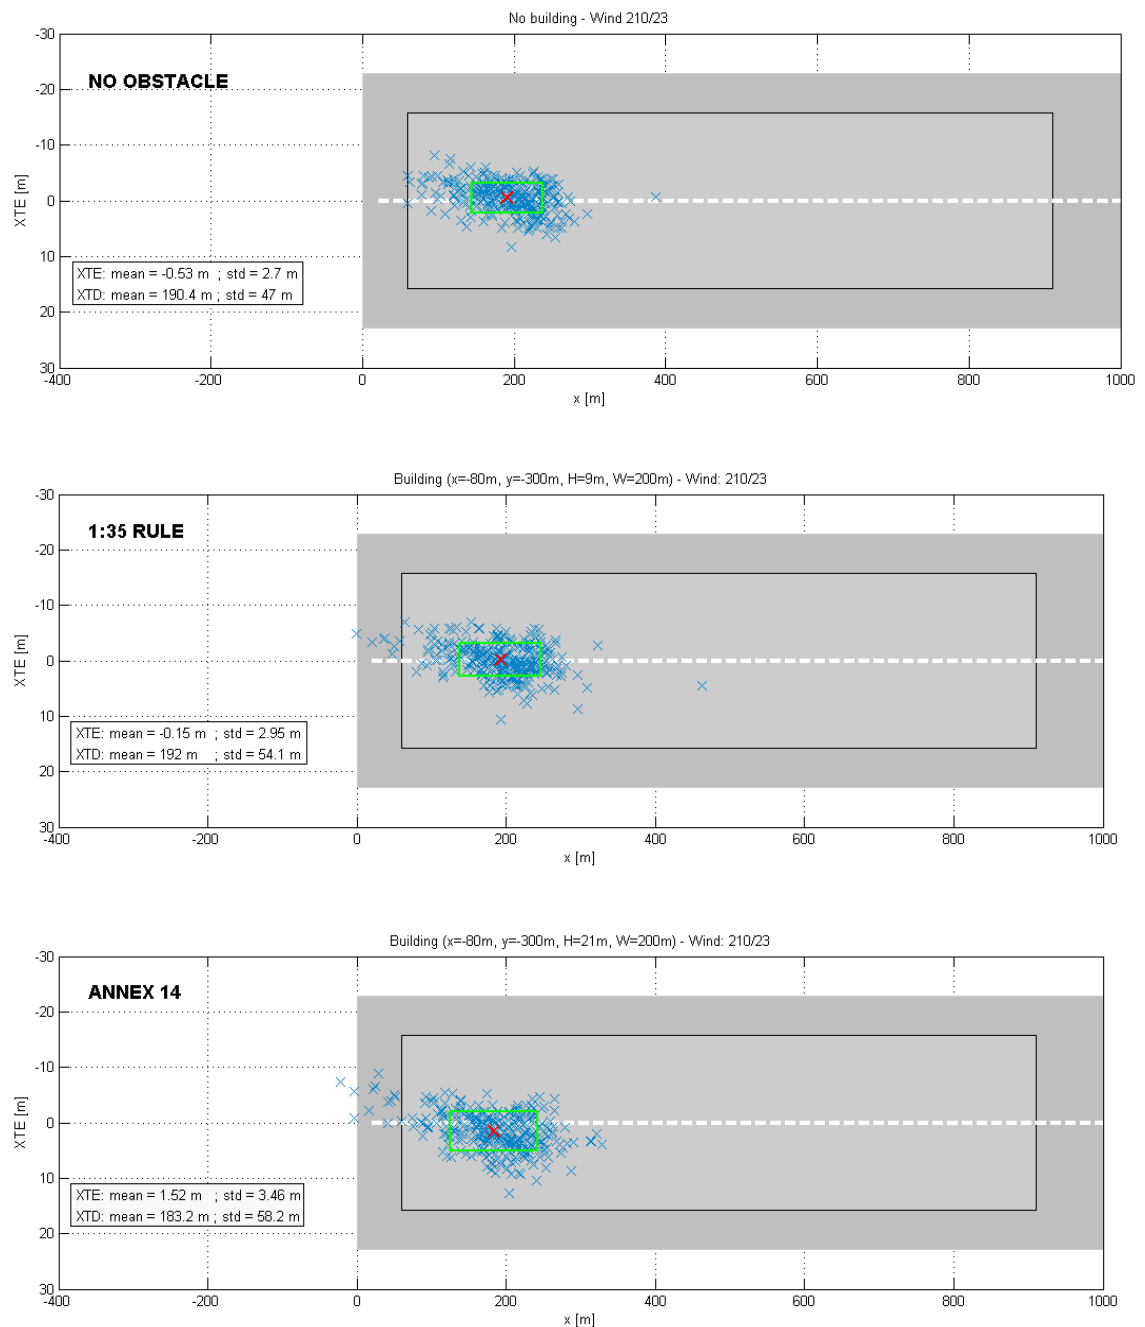 No building - Wind 210/23
-30
NO OBSTACLE
-20
-10
XTE [m]
0
10
XTE: mean = -0.53 m ; std = 2.7 m
XTD: mean = 190.4 m ; std = 47 m
20
30
-400 -200 0 200 400 600 800 1000
x [m]
Building (x=-80m, y=-300m, H=9m, W=200m) - Wind: 210/23
-30
1:35 RULE
-20
-10
XTE [m]
0
10
XTE: mean = -0.15 m ; std = 2.95 m
XTD: mean = 192 m ; std = 54.1 m
20
30
-400 -200 0 200 400 600 800 1000
x [m]
Building (x=-80m, y=-300m, H=21m, W=200m) - Wind: 210/23
-30
ANNEX 14
-20
-10
XTE [m]
0
10
XTE: mean = 1.52 m ; std = 3.46 m
XTD: mean = 183.2 m ; std = 58.2 m
20
30
-400 -200 0 200 400 600 800 1000
x [m]